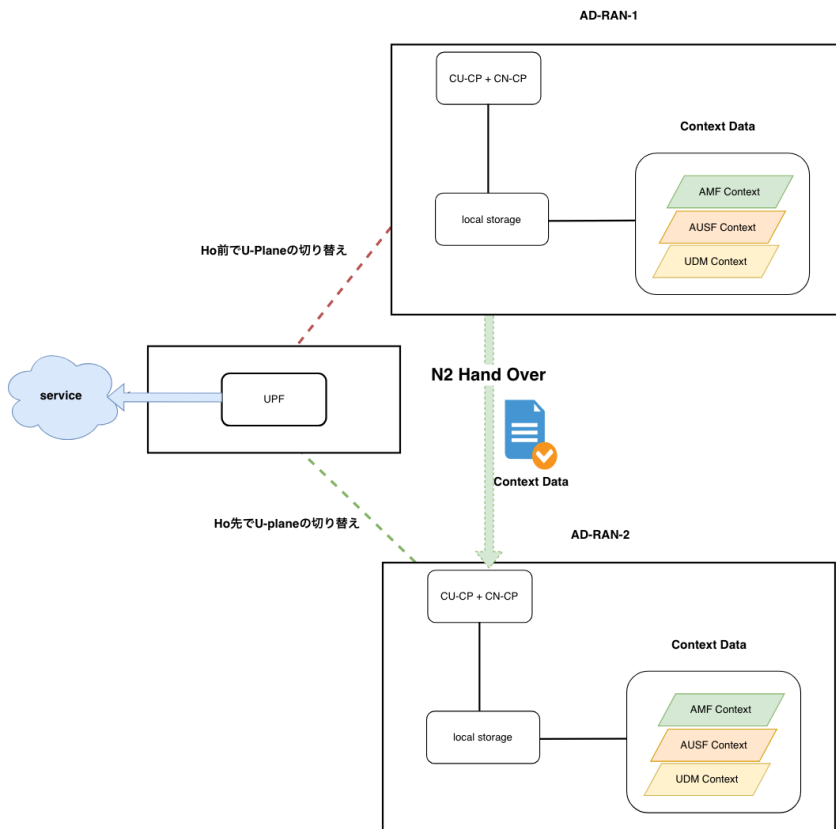 AD-RAN-1
CU-CP + CN-CP
Context Data
AMF Context
AUSF Context
UDM Context
local storage
Ho前でU-Planeの切り替え
N2 Hand Over
service
UPF
Context Data
Ho先でU-planeの切り替え
AD-RAN-2
CU-CP + CN-CP
Context Data
AMF Context
AUSF Context
UDM Context
local storage